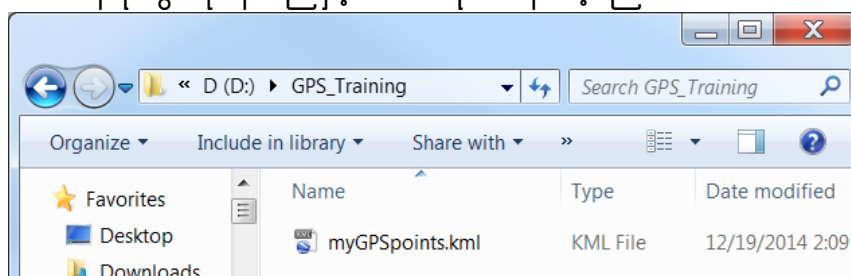 « D (D:) ▸ GPS_Training
Search GPS_Training
Organize Include in library Share with »
Favorites Name Type Date modified
Desktop myGPSpoints.kml KML File 12/19/2014 2:09
Downloads